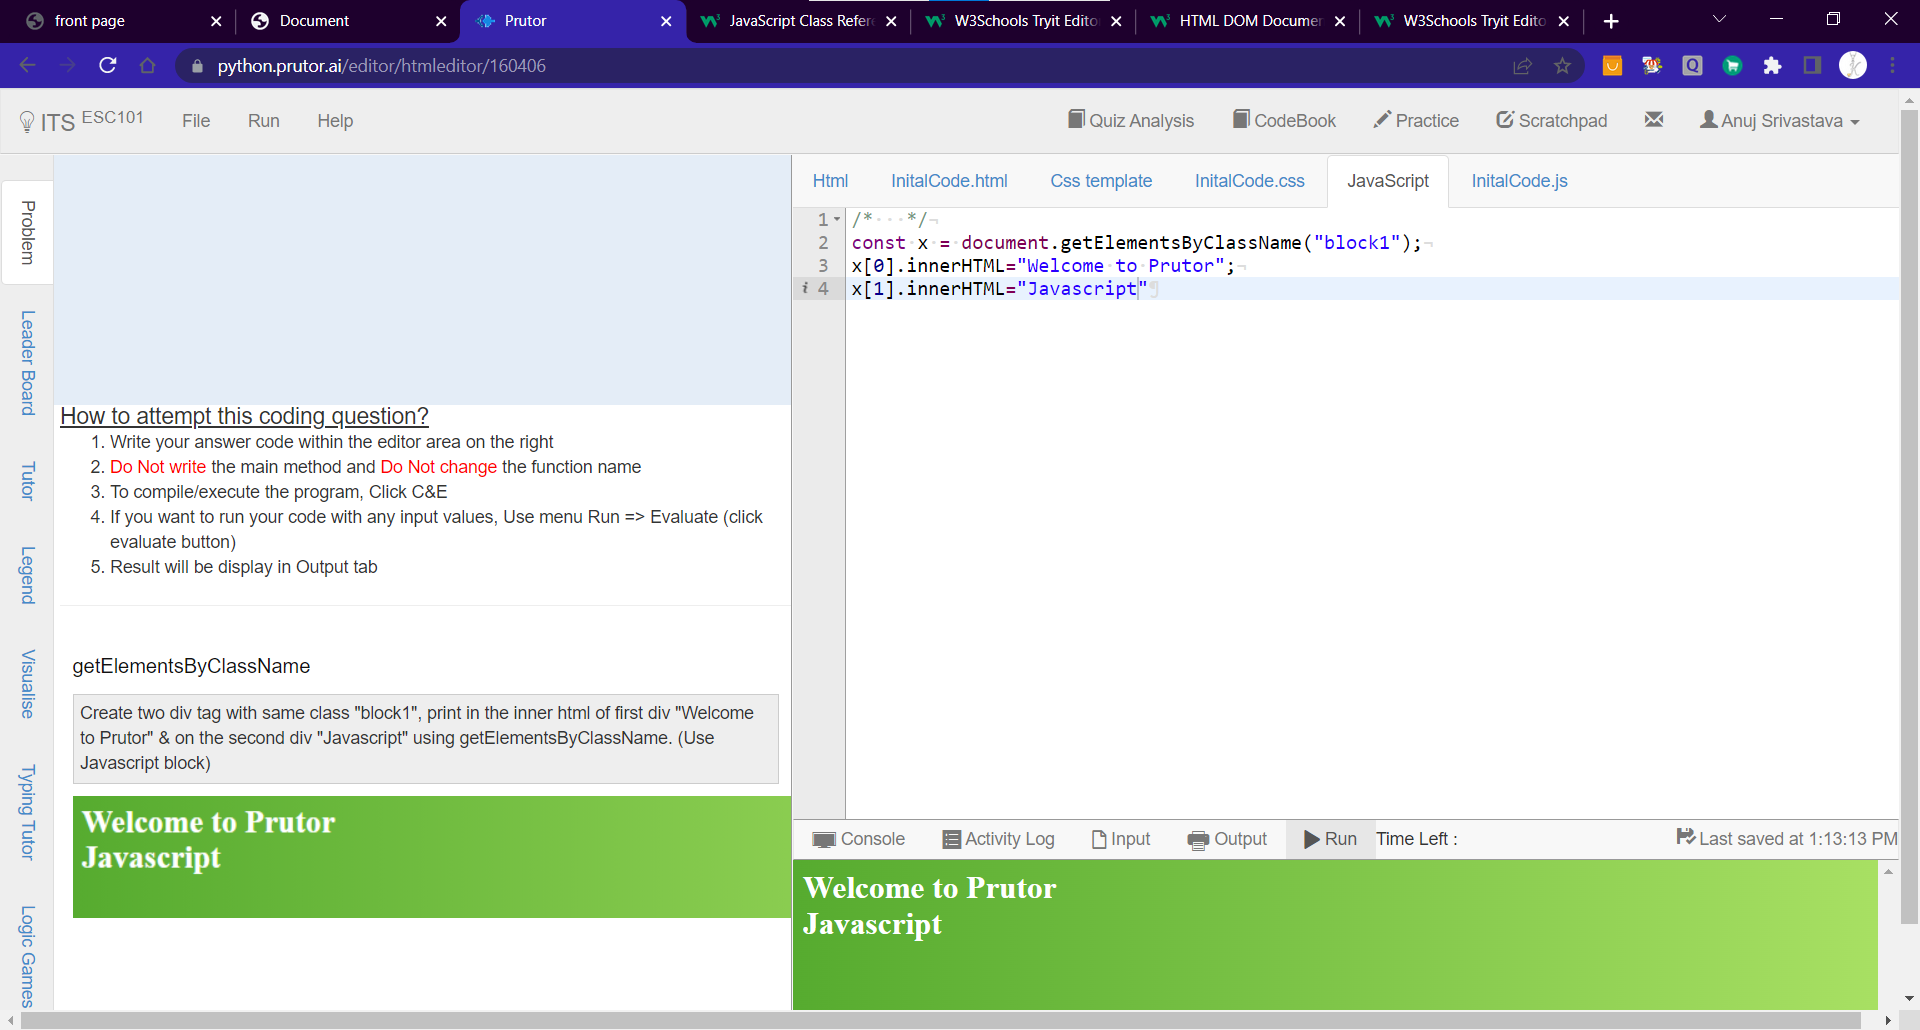 front page
Document
Prutor
JavaScript Class Refere
W3Schools Tryit Edito
HTML DOM Documen
W3Schools Tryit Edito
python.prutor.ai/editor/htmleditor/160406
ITS ESC101
File
Run
Help
Quiz Analysis
CodeBook
Practice
Scratchpad
Anuj Srivastava
Problem
Leader Board
Tutor
Legend
Visualise
Typing Tutor
Logic Games
How to attempt this coding question?
1. Write your answer code within the editor area on the right
2. Do Not write the main method and Do Not change the function name
3. To compile/execute the program, Click C&E
4. If you want to run your code with any input values, Use menu Run => Evaluate (click
evaluate button)
5. Result will be display in Output tab
getElementsByClassName
Create two div tag with same class "block1", print in the inner html of first div "Welcome
to Prutor" & on the second div "Javascript" using getElementsByClassName. (Use
Javascript block)
Welcome to Prutor
Javascript
Html
InitalCode.html
Css template
InitalCode.css
JavaScript
InitalCode.js
1 /* */
2 const x = document.getElementsByClassName("block1");
3 x[0].innerHTML="Welcome to Prutor";
i 4 x[1].innerHTML="Javascript"
Console
Activity Log
Input
Output
Run
Time Left :
Last saved at 1:13:13 PM
Welcome to Prutor
Javascript